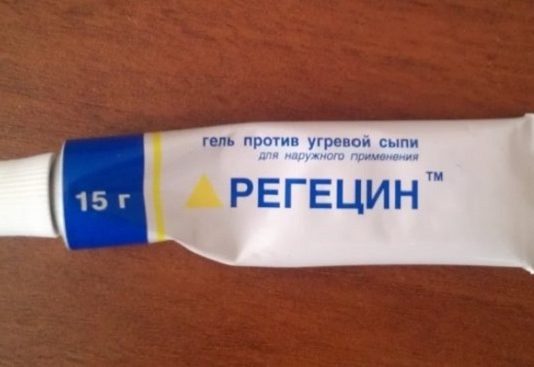 гель против угревой сыпи
для наружного применения
РЕГЕЦИН™
15 г